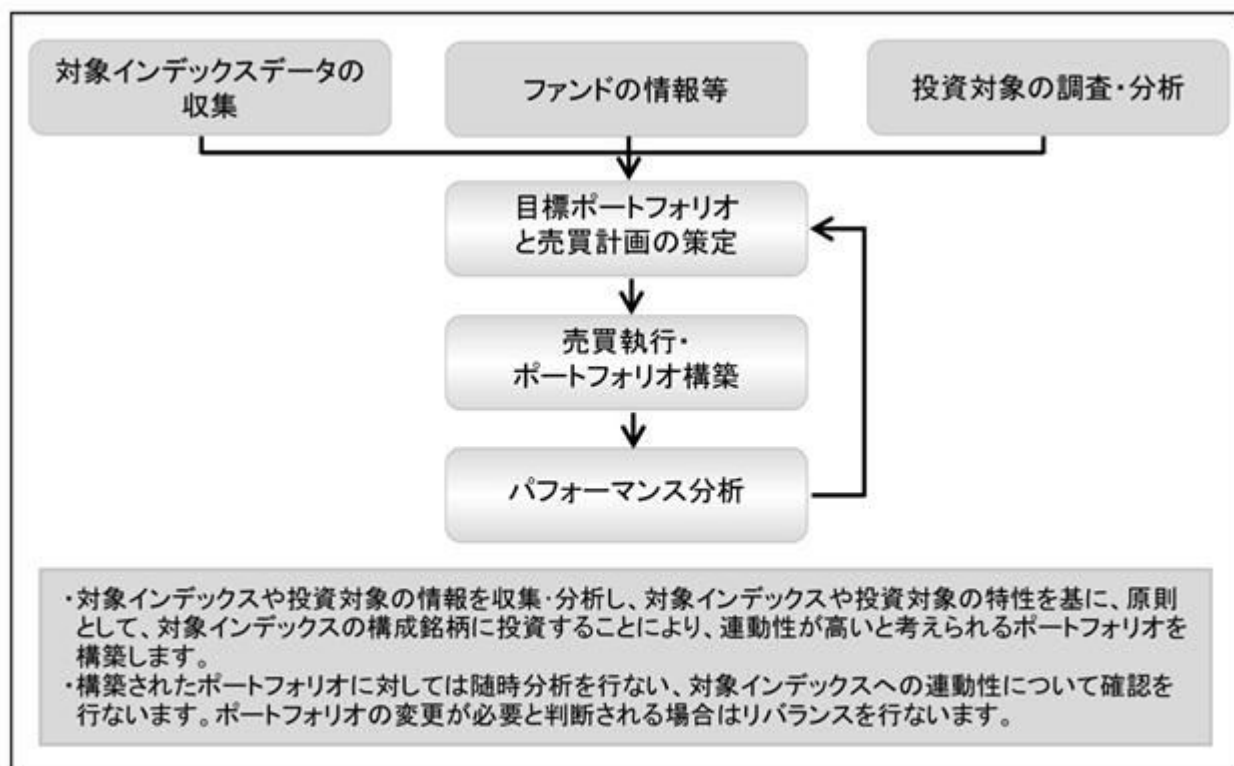 対象インデックスデータの
収集
ファンドの情報等
投資対象の調査・分析
目標ポートフォリオ
と売買計画の策定
売買執行・
ポートフォリオ構築
パフォーマンス分析
・対象インデックスや投資対象の情報を収集・分析し、対象インデックスや投資対象の特性を基に、原則
として、対象インデックスの構成銘柄に投資することにより、連動性が高いと考えられるポートフォリオを
構築します。
・構築されたポートフォリオに対しては随時分析を行ない、対象インデックスへの連動性について確認を
行ないます。ポートフォリオの変更が必要と判断される場合はリバランスを行ないます。